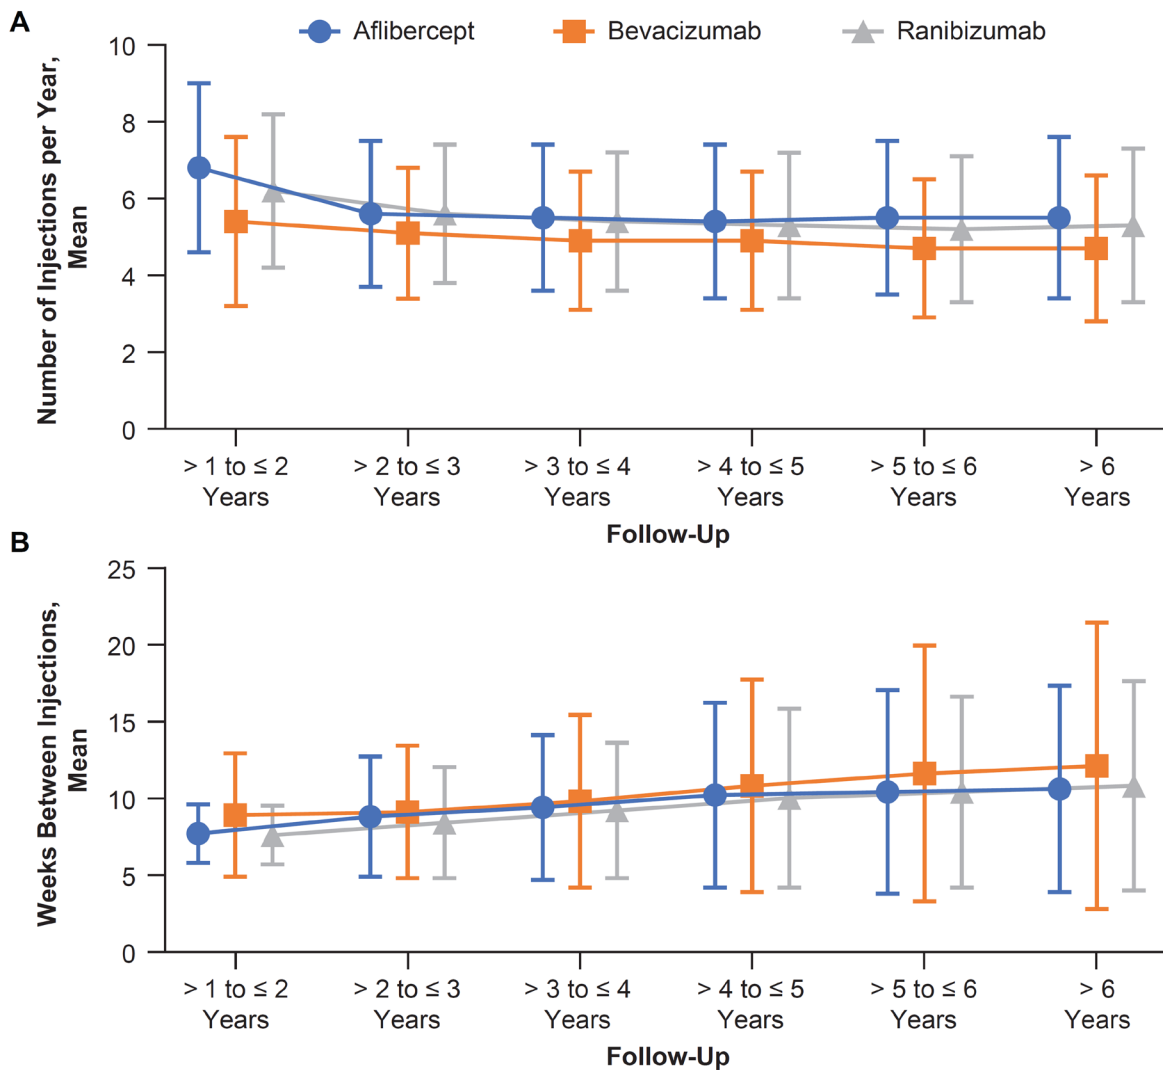 A
Aflibercept
Bevacizumab
Ranibizumab
Number of Injections per Year,
Mean
10
8
6
4
2
0
> 1 to ≤ 2
Years
> 2 to ≤ 3
Years
> 3 to ≤ 4
Years
> 4 to ≤ 5
Years
> 5 to ≤ 6
Years
> 6
Years
Follow-Up
B
Weeks Between Injections,
Mean
25
20
15
10
5
0
> 1 to ≤ 2
Years
> 2 to ≤ 3
Years
> 3 to ≤ 4
Years
> 4 to ≤ 5
Years
> 5 to ≤ 6
Years
> 6
Years
Follow-Up